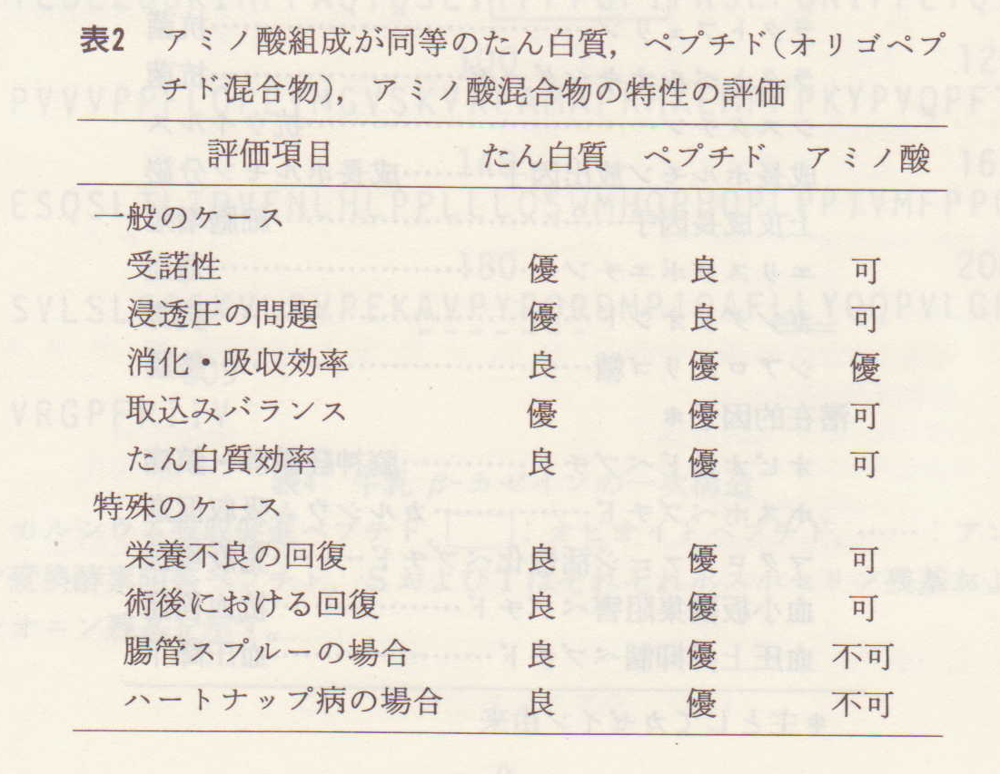 表2 アミノ酸組成が同等のたん白質，ペプチド(オリゴペプ
チド混合物)，アミノ酸混合物の特性の評価
評価項目 たん白質 ペプチド アミノ酸
一般のケース
受諾性 優 良 可
浸透圧の問題 優 良 可
消化・吸収効率 良 優 優
取込みバランス 優 優 可
たん白質効率 良 優 可
特殊のケース
栄養不良の回復 良 優 可
術後における回復 良 優 可
腸管スプルーの場合 良 優 不可
ハートナップ病の場合 良 優 不可